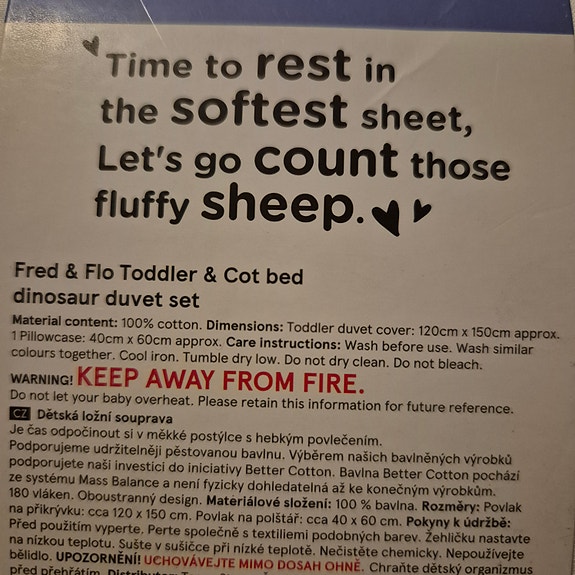 Time to rest in
the softest sheet,
Let's go count those
fluffy sheep.
Fred & Flo Toddler & Cot bed
dinosaur duvet set
Material content: 100% cotton. Dimensions: Toddler duvet cover: 120cm x 150cm approx.
1 Pillowcase: 40cm x 60cm approx. Care instructions: Wash before use. Wash similar
colours together. Cool iron. Tumble dry low. Do not dry clean. Do not bleach.
WARNING! KEEP AWAY FROM FIRE.
Do not let your baby overheat. Please retain this information for future reference.
CZ Dětská ložní souprava
Je čas odpočinout si v měkké postýlce s hebkým povlečením.
Podporujeme udržitelněji pěstovanou bavlnu. Výběrem našich bavlněných výrobků
podporujete naši investici do iniciativy Better Cotton. Bavlna Better Cotton pochází
ze systému Mass Balance a není fyzicky dohledatelná až ke konečným výrobkům.
180 vláken. Oboustranný design. Materiálové složení: 100 % bavlna. Rozměry: Povlak
na přikrývku: cca 120 x 150 cm. Povlak na polštář: cca 40 x 60 cm. Pokyny k údržbě:
Před použitím vyperte. Perte společně s textiliemi podobných barev. Žehličku nastavte
na nízkou teplotu. Sušte v sušičce při nízké teplotě. Nečistěte chemicky. Nepoužívejte
bělidlo. UPOZORNĚNÍ! UCHOVÁVEJTE MIMO DOSAH OHNĚ. Chraňte dětský organizmus
před přehřátím.